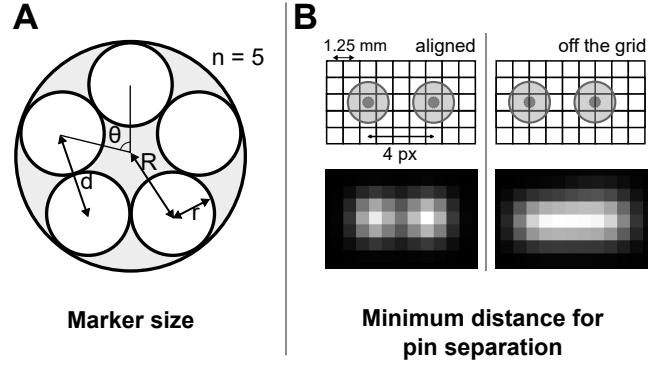 A
n = 5
θ
R
d
r
Marker size
B
1.25 mm
aligned
off the grid
4 px
Minimum distance for
pin separation